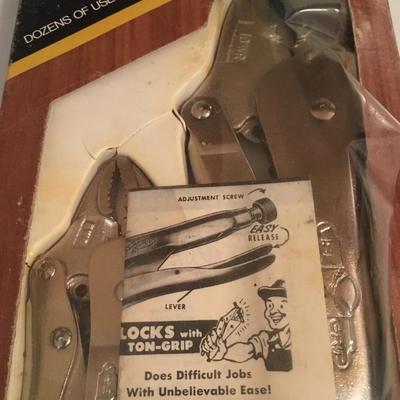 DOZENS OF USE
ADJUSTMENT SCREW
EASY
RELEASE
LEVER
LOCKS with
TON-GRIP
Does Difficult Jobs
With Unbelievable Ease!